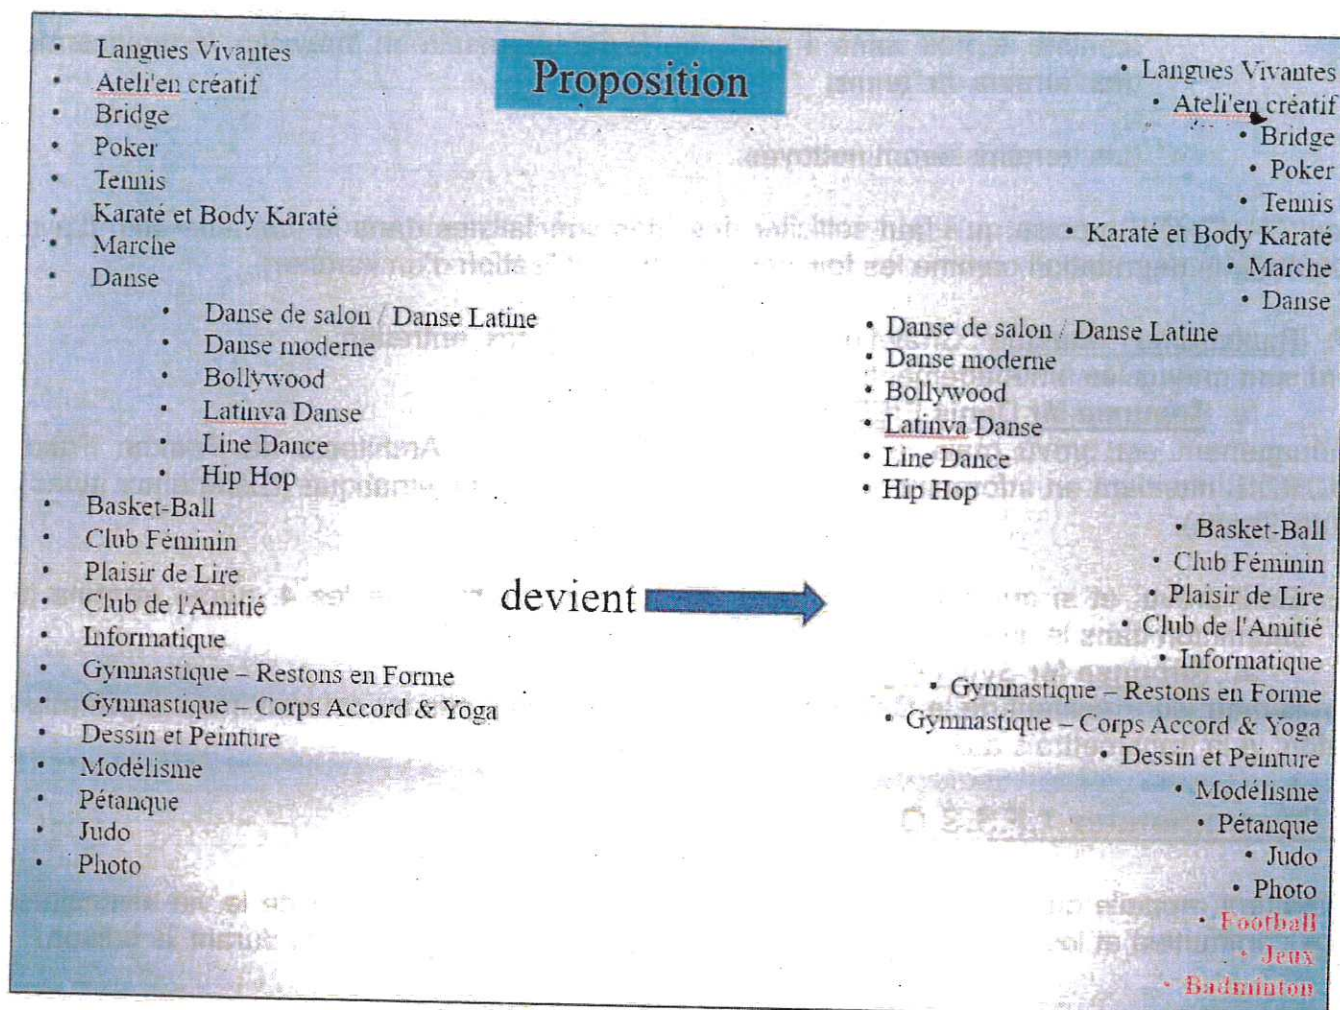 Proposition
• Langues Vivantes
• Ateli'en créatif
• Bridge
• Poker
• Tennis
• Karaté et Body Karaté
• Marche
• Danse
• Danse de salon / Danse Latine
• Danse moderne
• Bollywood
• Latinva Danse
• Line Dance
• Hip Hop
• Basket-Ball
• Club Féminin
• Plaisir de Lire
• Club de l'Amitié
• Informatique
• Gymnastique – Restons en Forme
• Gymnastique – Corps Accord & Yoga
• Dessin et Peinture
• Modélisme
• Pétanque
• Judo
• Photo
devient
• Langues Vivantes
• Ateli'en créatif
• Bridge
• Poker
• Tennis
• Karaté et Body Karaté
• Marche
• Danse
• Danse de salon / Danse Latine
• Danse moderne
• Bollywood
• Latinva Danse
• Line Dance
• Hip Hop
• Basket-Ball
• Club Féminin
• Plaisir de Lire
• Club de l'Amitié
• Informatique
• Gymnastique – Restons en Forme
• Gymnastique – Corps Accord & Yoga
• Dessin et Peinture
• Modélisme
• Pétanque
• Judo
• Photo
• Football
• Jeux
• Badminton